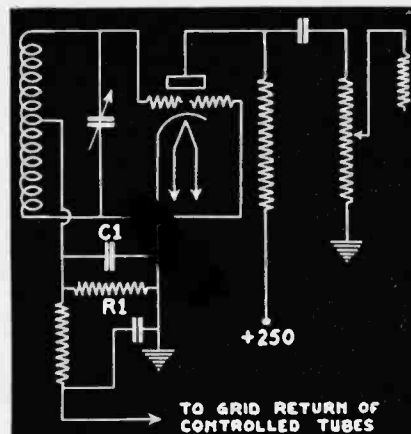 C1
R1
+250
TO GRID RETURN OF
CONTROLLED TUBES